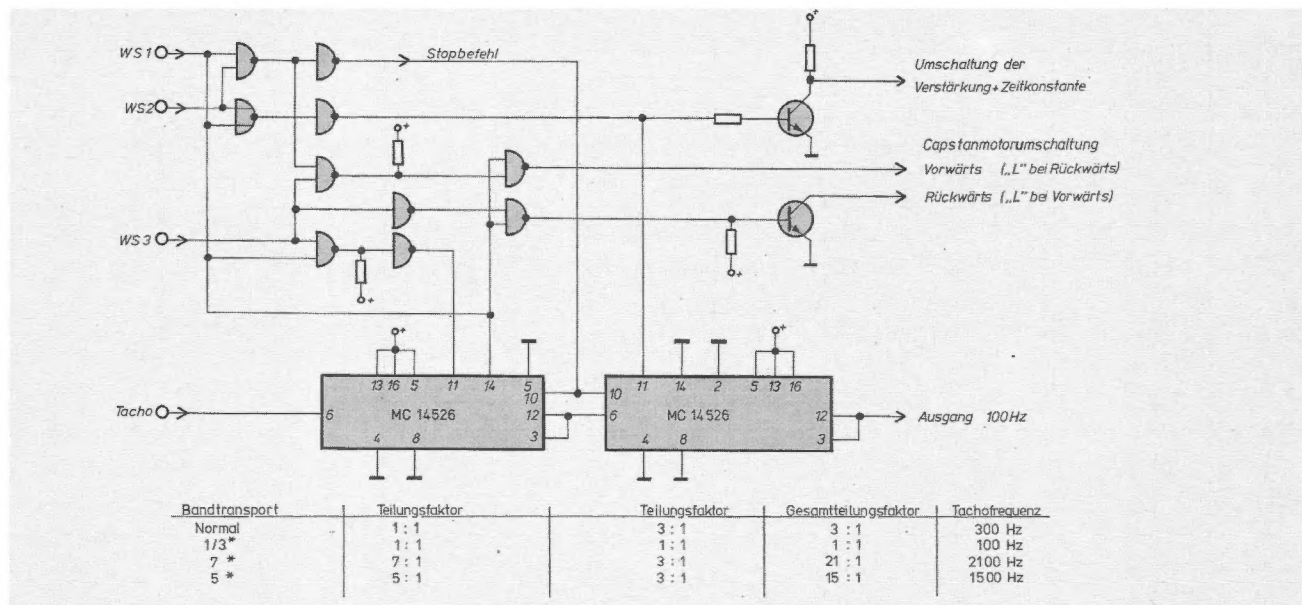 WS1
Stopbefehl
Umschaltung der
Verstärkung + Zeitkonstante
WS2
Capstanmotorumschaltung
Vorwärts („L" bei Rückwärts)
Rückwärts („L" bei Vorwärts)
WS3
+
+
+
+
+
+
13 16 5 11 14 5
11 14 2 5 13 16
10
10
Tacho
6
MC 14526
12
6
MC 14526
12
Ausgang 100Hz
3
3
4 8
4 8
Bandtransport Teilungsfaktor Teilungsfaktor Gesamtteilungsfaktor Tachofrequenz
Normal 1:1 3:1 3:1 300 Hz
1/3* 1:1 1:1 1:1 100 Hz
7 * 7:1 3:1 21:1 2100 Hz
5 * 5:1 3:1 15:1 1500 Hz